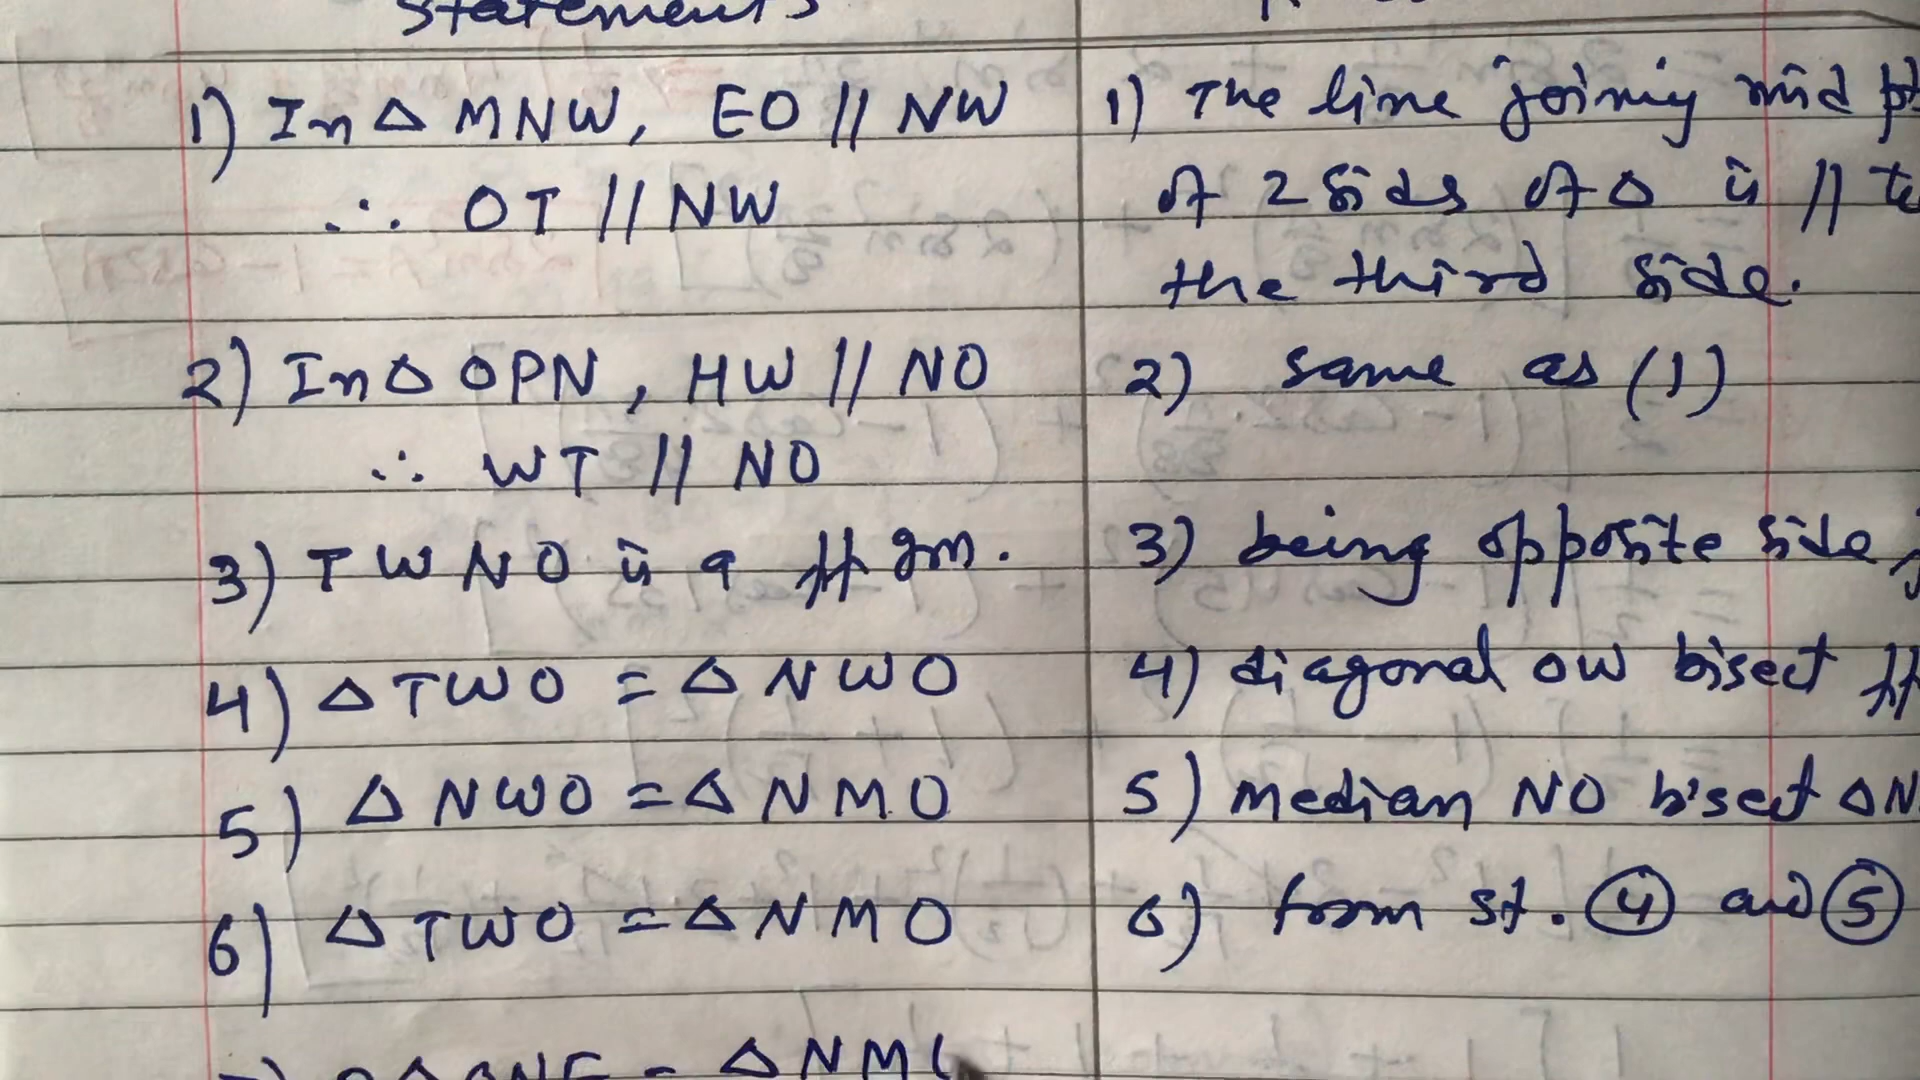 Statements
1) In △ MNW, EO // NW
∴ OT // NW
1) The line joining mid pt
of 2 sides of △ is // to
the third side.
2) In △ OPN, HW // NO
∴ WT // NO
2) same as (1)
3) TWNO is a //gm.
3) being opposite side
4) △ TWO = △ NWO
4) diagonal OW bisect //
5) △ NWO = △ NMO
5) median NO bisect △N
6) △ TWO = △ NMO
6) from st. ④ and ⑤
= △ NMO